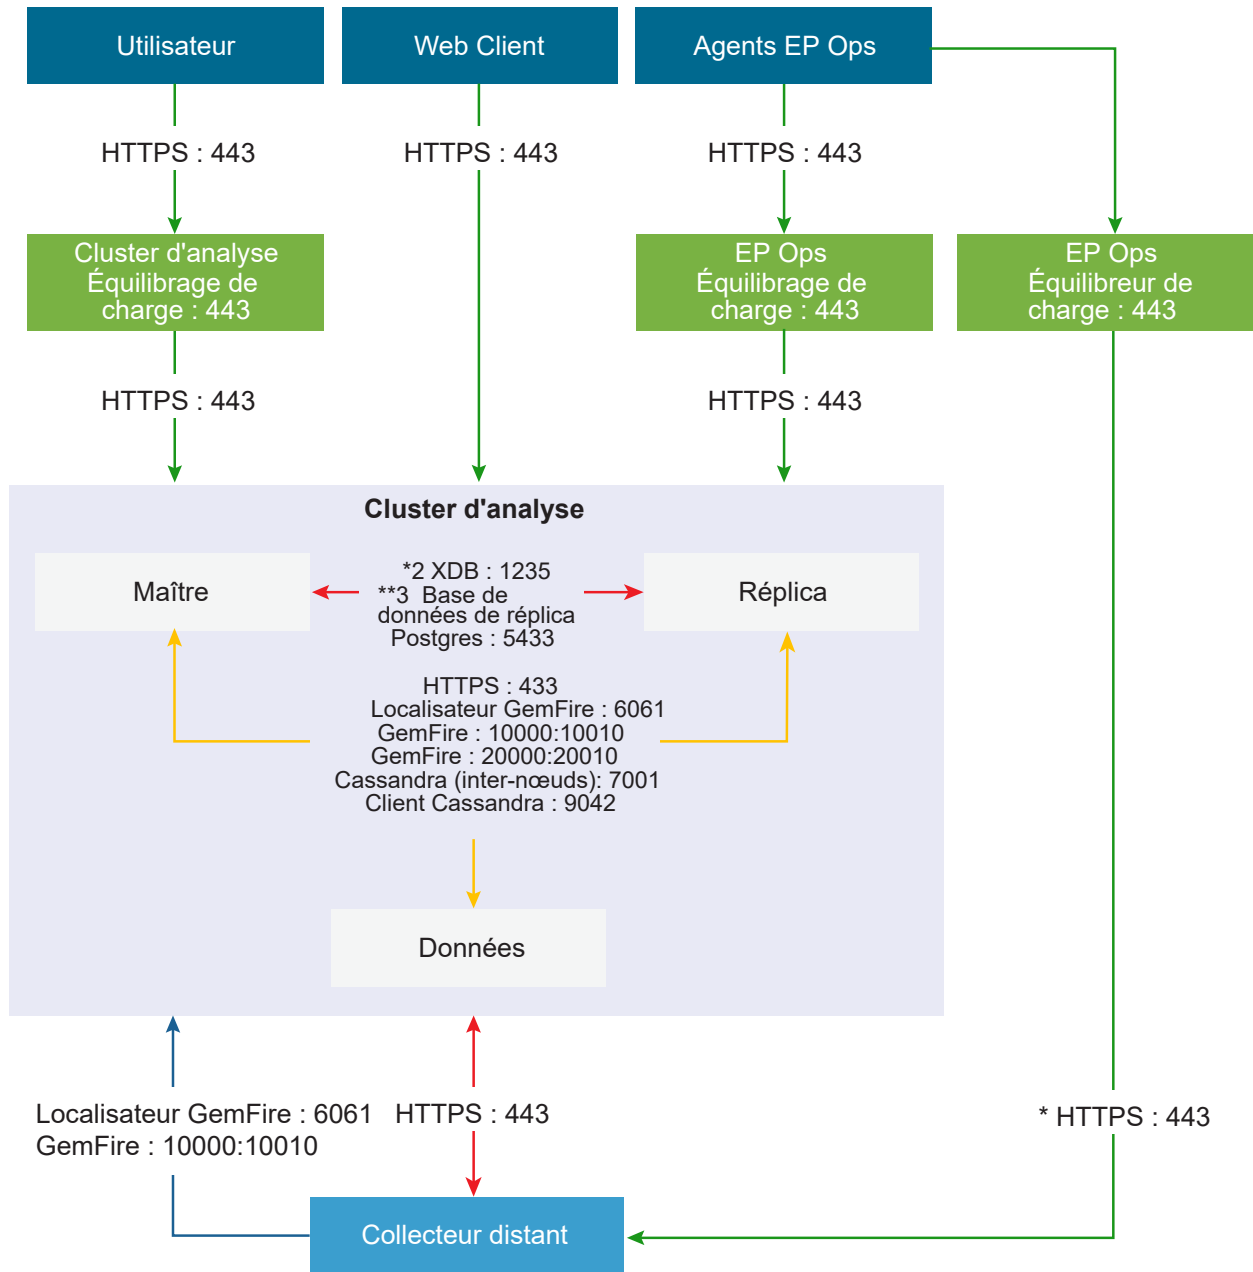 Utilisateur
Web Client
Agents EP Ops
HTTPS : 443
HTTPS : 443
HTTPS : 443
Cluster d'analyse
Équilibrage de
charge : 443
EP Ops
Équilibrage de
charge : 443
EP Ops
Équilibreur de
charge : 443
HTTPS : 443
HTTPS : 443
Cluster d'analyse
Maître
*2 XDB : 1235
**3 Base de
données de réplica
Postgres : 5433
Réplica
HTTPS : 433
Localisateur GemFire : 6061
GemFire : 10000:10010
GemFire : 20000:20010
Cassandra (inter-nœuds): 7001
Client Cassandra : 9042
Données
Localisateur GemFire : 6061
GemFire : 10000:10010
HTTPS : 443
* HTTPS : 443
Collecteur distant